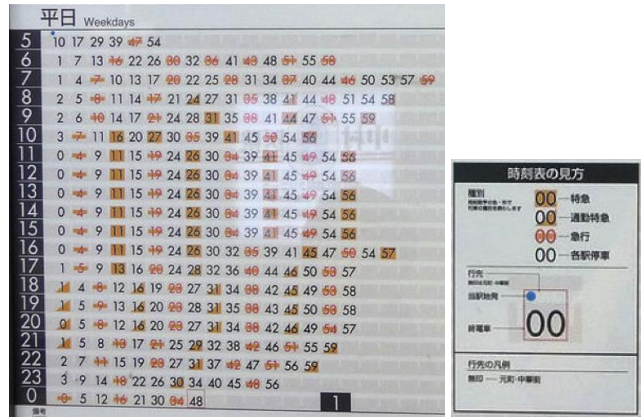 平日 Weekdays
5 10 17 29 39 47 54
6 1 7 13 16 22 26 30 32 36 41 43 48 51 55 58
7 1 4 7 10 13 17 20 22 25 28 31 34 37 40 44 46 50 53 57 59
8 2 5 8 11 14 17 21 24 27 31 35 38 41 44 48 51 54 58
9 2 6 10 14 17 21 24 28 31 35 38 41 44 47 51 55 59
10 3 7 11 16 20 27 30 35 39 41 45 50 54 56
11 0 4 9 11 15 19 24 26 30 34 39 41 45 49 54 56
12 0 4 9 11 15 19 24 26 30 34 39 41 45 49 54 56
13 0 4 9 11 15 19 24 26 30 34 39 41 45 49 54 56
14 0 4 9 11 15 19 24 26 30 34 39 41 45 49 54 56
15 0 4 9 11 15 19 24 26 30 34 39 41 45 49 54 56
16 0 4 9 11 15 19 24 26 30 32 35 39 41 45 47 50 54 57
17 1 5 9 13 16 20 24 28 32 36 40 44 46 50 53 57
18 1 4 8 12 16 19 23 27 31 34 38 42 45 49 53 58
19 1 5 9 13 16 20 23 28 31 35 38 43 45 50 53 58
20 0 5 8 12 16 20 23 27 31 34 38 42 46 49 54 57
21 1 5 8 13 17 21 25 29 32 38 42 46 51 55 59
22 2 7 11 15 19 23 27 31 37 42 47 51 56 59
23 3 9 14 18 22 26 30 34 40 45 48 56
0 0 5 12 16 21 30 34 48
1
備考
時刻表の見方
種別
00 特急
00 通勤特急
00 急行
00 各駅停車
行先
無印は元町・中華街
当駅始発
終電車
00
行先の凡例
無印 元町・中華街